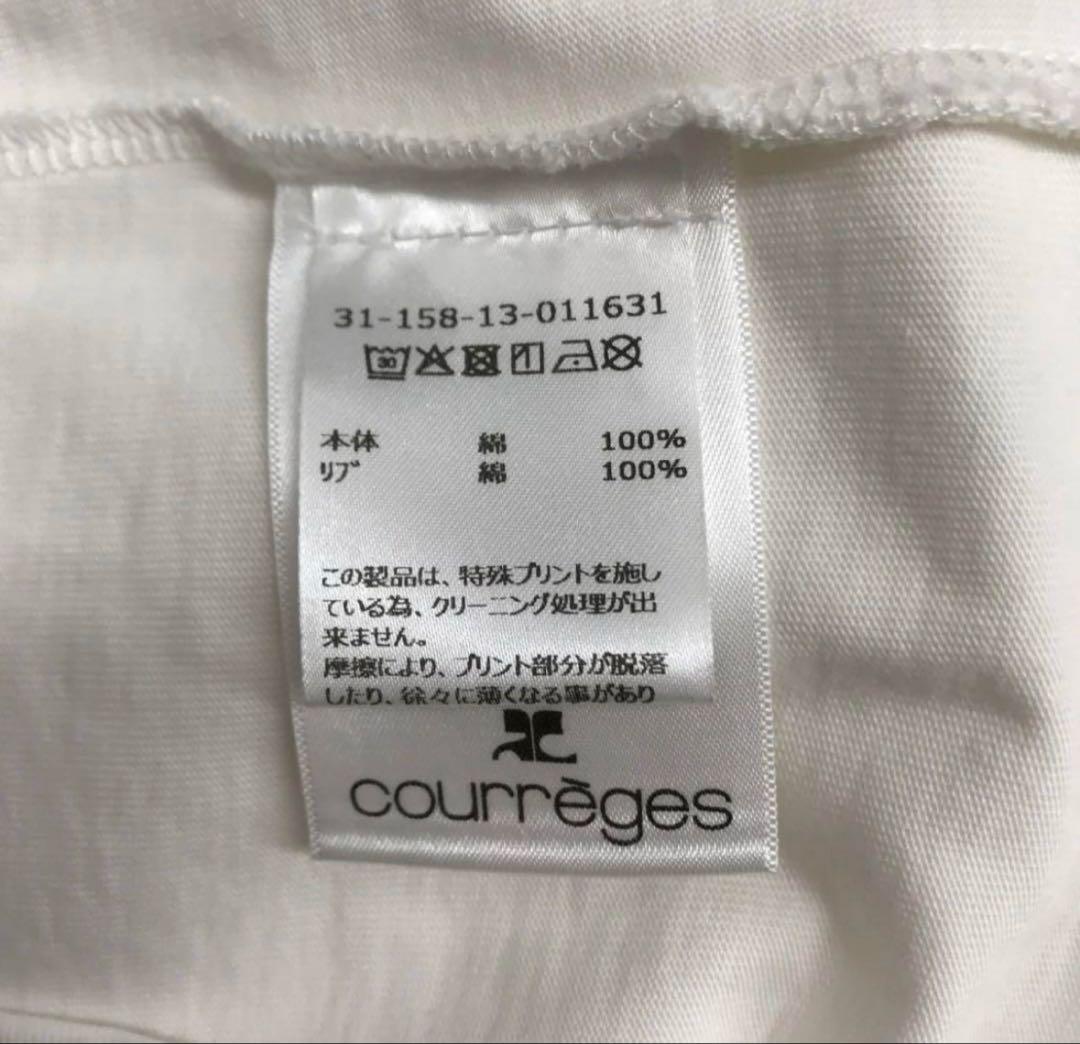 31-158-13-011631
30
本体 綿 100%
リブ 綿 100%
この製品は、特殊プリントを施し
ている為、クリーニング処理が出
来ません。
摩擦により、プリント部分が脱落
したり、徐々に薄くなる事があり
courrèges